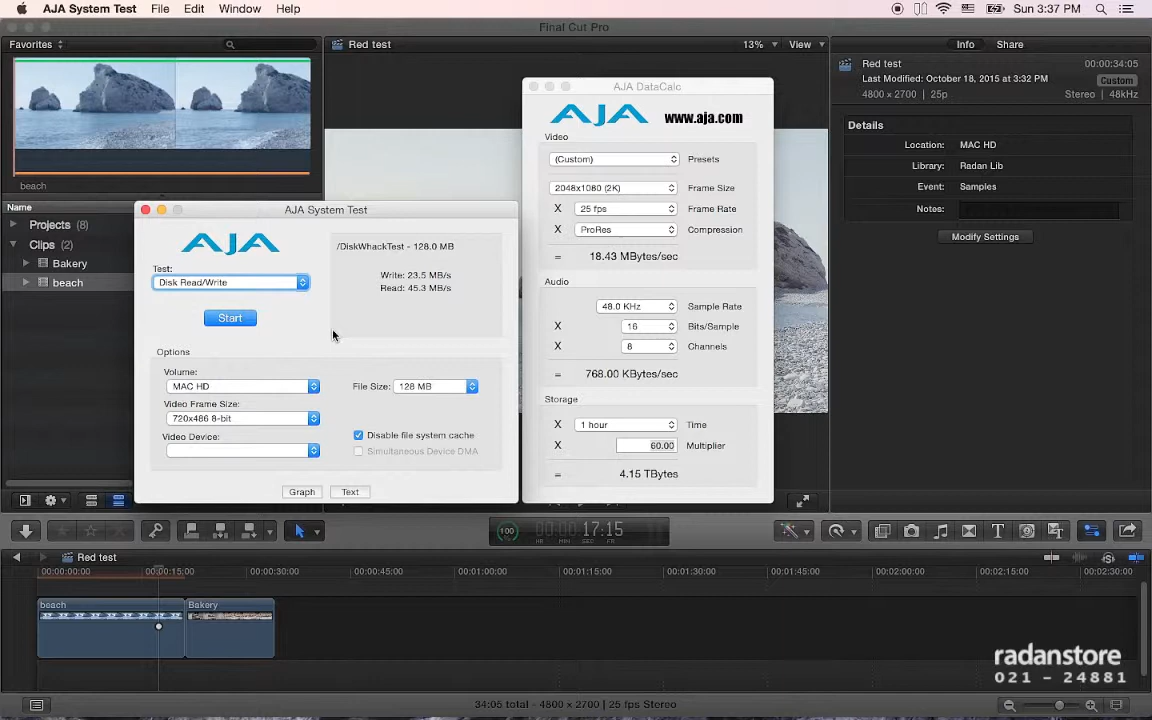 AJA System Test File Edit Window Help
Sun 3:37 PM
Final Cut Pro
Favorites
Red test
13% View
Info Share
beach
Name
Projects (8)
Clips (2)
Bakery
beach
AJA System Test
AJA
Test:
Disk Read/Write
Start
/DiskWhackTest - 128.0 MB
Write: 23.5 MB/s
Read: 45.3 MB/s
Options
Volume:
MAC HD
File Size: 128 MB
Video Frame Size:
720x486 8-bit
Video Device:
Disable file system cache
Simultaneous Device DMA
Graph Text
AJA DataCalc
AJA www.aja.com
Video
(Custom) Presets
2048x1080 (2K) Frame Size
X 25 fps Frame Rate
X ProRes Compression
= 18.43 MBytes/sec
Audio
48.0 KHz Sample Rate
X 16 Bits/Sample
X 8 Channels
= 768.00 KBytes/sec
Storage
X 1 hour Time
X 60.00 Multiplier
= 4.15 TBytes
Red test 00:00:34:05
Last Modified: October 18, 2015 at 3:32 PM Custom
4800 x 2700 | 25p Stereo | 48kHz
Details
Location: MAC HD
Library: Radan Lib
Event: Samples
Notes:
Modify Settings
100 00:00:17:15
HR MIN SEC FR
Red test
00:00:00:00 00:00:15:00 00:00:30:00 00:00:45:00 00:01:00:00 00:01:15:00 00:01:30:00 00:01:45:00 00:02:00:00 00:02:15:00 00:02:30:00
beach Bakery
radanstore
021 - 24881
34:05 total - 4800 x 2700 | 25 fps Stereo